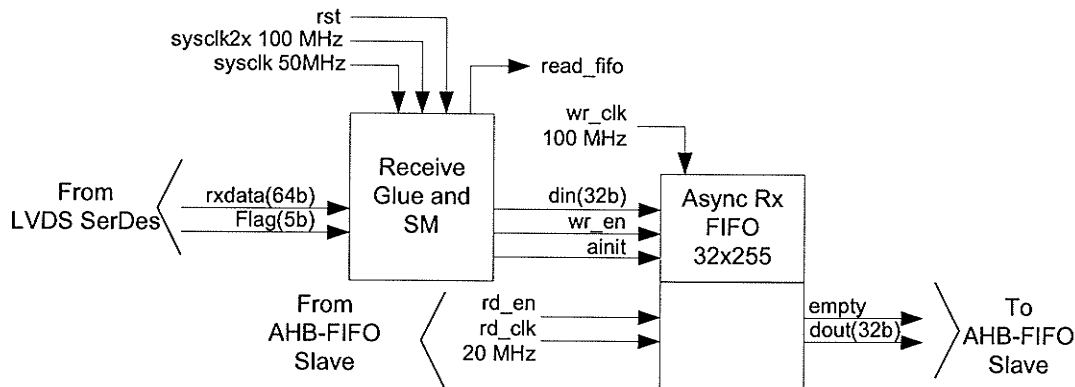 rst
sysclk2x 100 MHz
sysclk 50MHz
read_fifo
wr_clk
100 MHz
From
LVDS SerDes
rxdata(64b)
Flag(5b)
Receive
Glue and
SM
din(32b)
wr_en
ainit
Async Rx
FIFO
32x255
From
AHB-FIFO
Slave
rd_en
rd_clk
20 MHz
empty
dout(32b)
To
AHB-FIFO
Slave